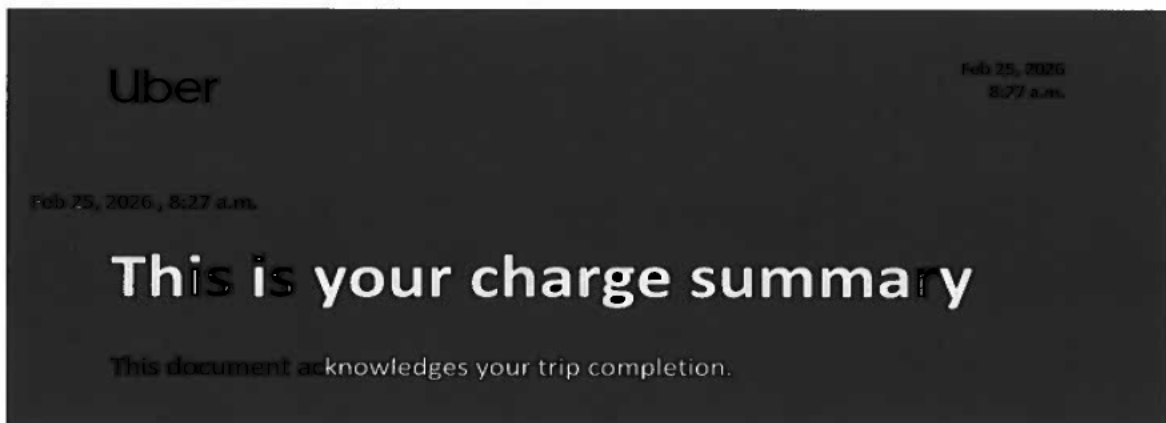 Uber
Feb 25, 2026
8:27 a.m.
Feb 25, 2026 , 8:27 a.m.
This is your charge summary
This document acknowledges your trip completion.